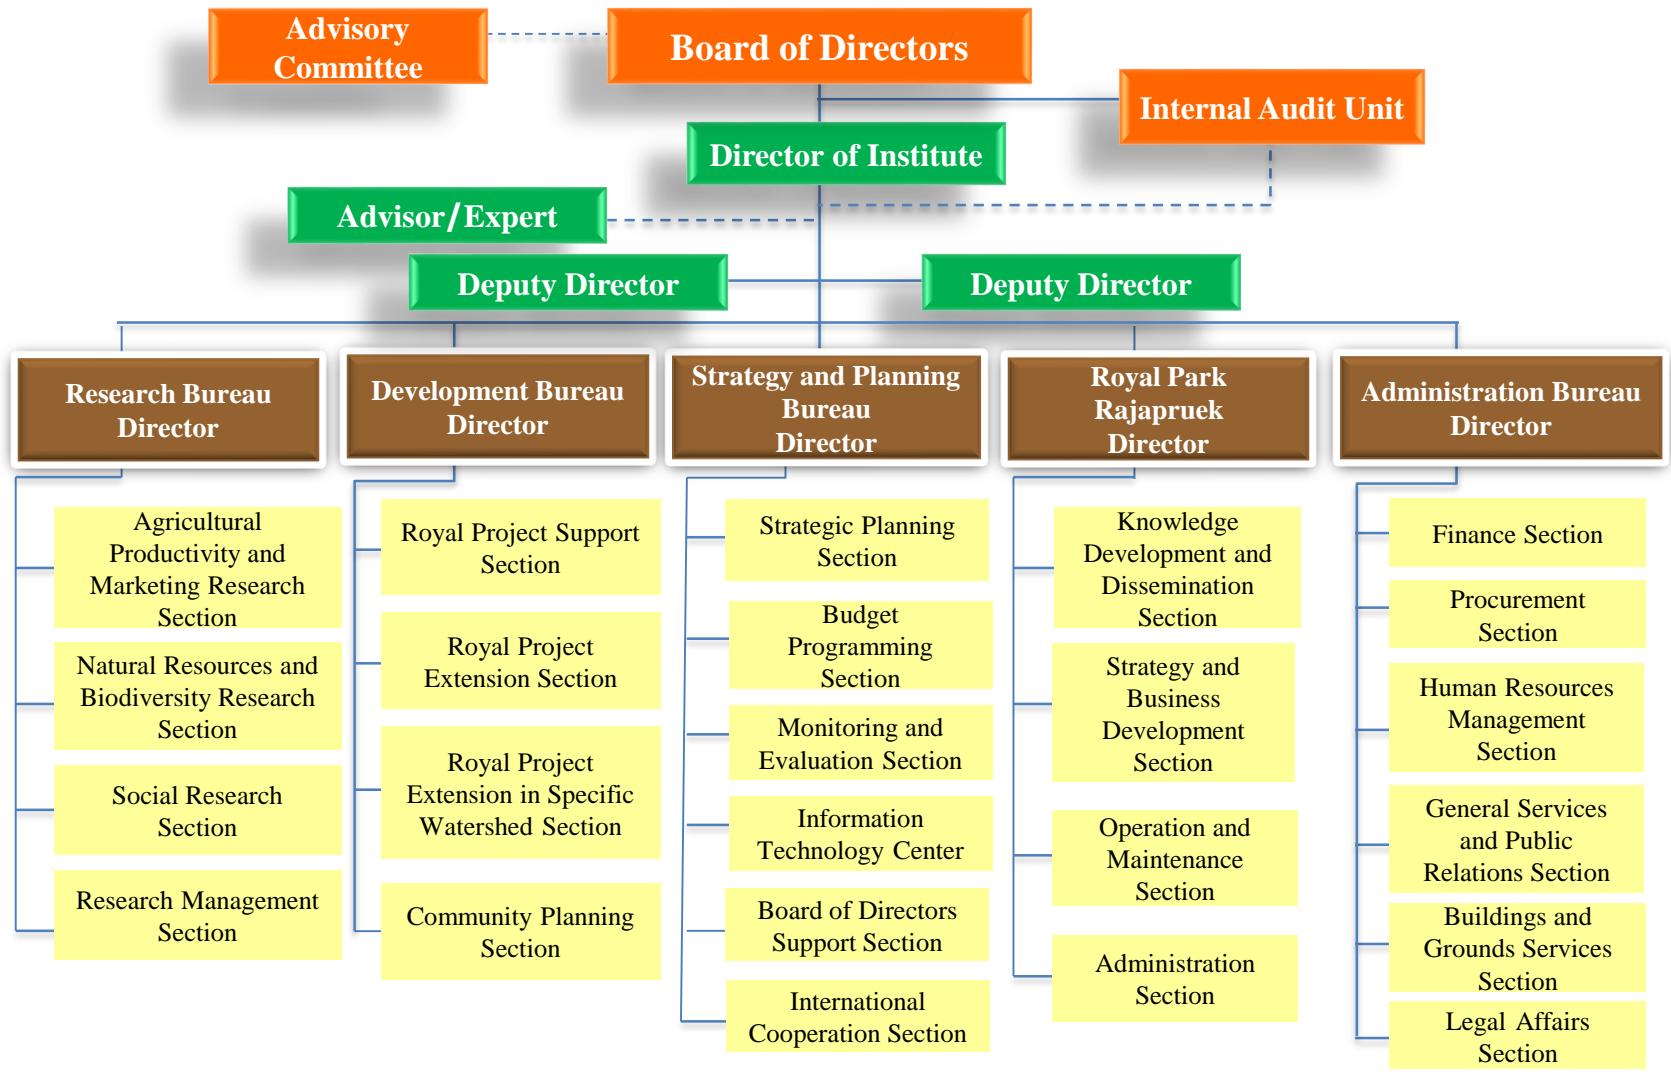 Advisory
Committee
Board of Directors
Internal Audit Unit
Director of Institute
Advisor/Expert
Deputy Director
Deputy Director
Research Bureau
Director
Development Bureau
Director
Strategy and Planning
Bureau
Director
Royal Park
Rajapruek
Director
Administration Bureau
Director
Agricultural
Productivity and
Marketing Research
Section
Natural Resources and
Biodiversity Research
Section
Social Research
Section
Research Management
Section
Royal Project Support
Section
Royal Project
Extension Section
Royal Project
Extension in Specific
Watershed Section
Community Planning
Section
Strategic Planning
Section
Budget
Programming
Section
Monitoring and
Evaluation Section
Information
Technology Center
Board of Directors
Support Section
International
Cooperation Section
Knowledge
Development and
Dissemination
Section
Strategy and
Business
Development
Section
Operation and
Maintenance
Section
Administration
Section
Finance Section
Procurement
Section
Human Resources
Management
Section
General Services
and Public
Relations Section
Buildings and
Grounds Services
Section
Legal Affairs
Section